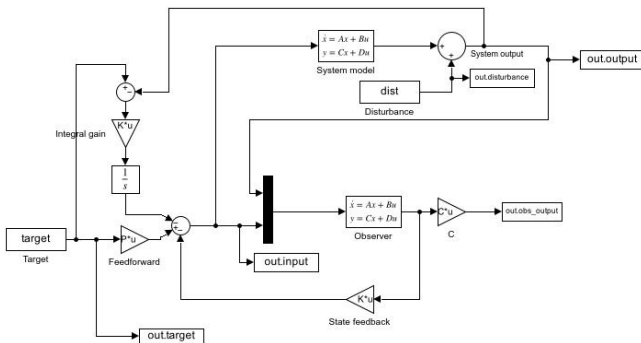 ẋ = Ax + Bu
y = Cx + Du
System model
+
+
System output
out.output
out.disturbance
dist
Disturbance
+
−
K*u
Integral gain
1
s
ẋ = Ax + Bu
y = Cx + Du
Observer
C*u
C
out.obs_output
target
Target
P*u
Feedforward
−
+
−
out.input
K*u
State feedback
out.target